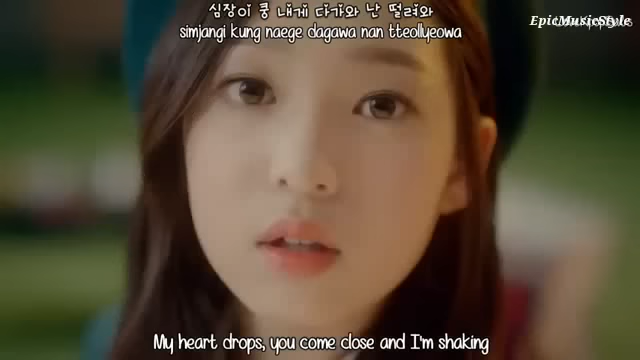 심장이 쿵 내게 다가와 난 떨려와
simjangi kung naege dagawa nan tteollyeowa
EpicMusicStyle
My heart drops, you come close and I'm shaking